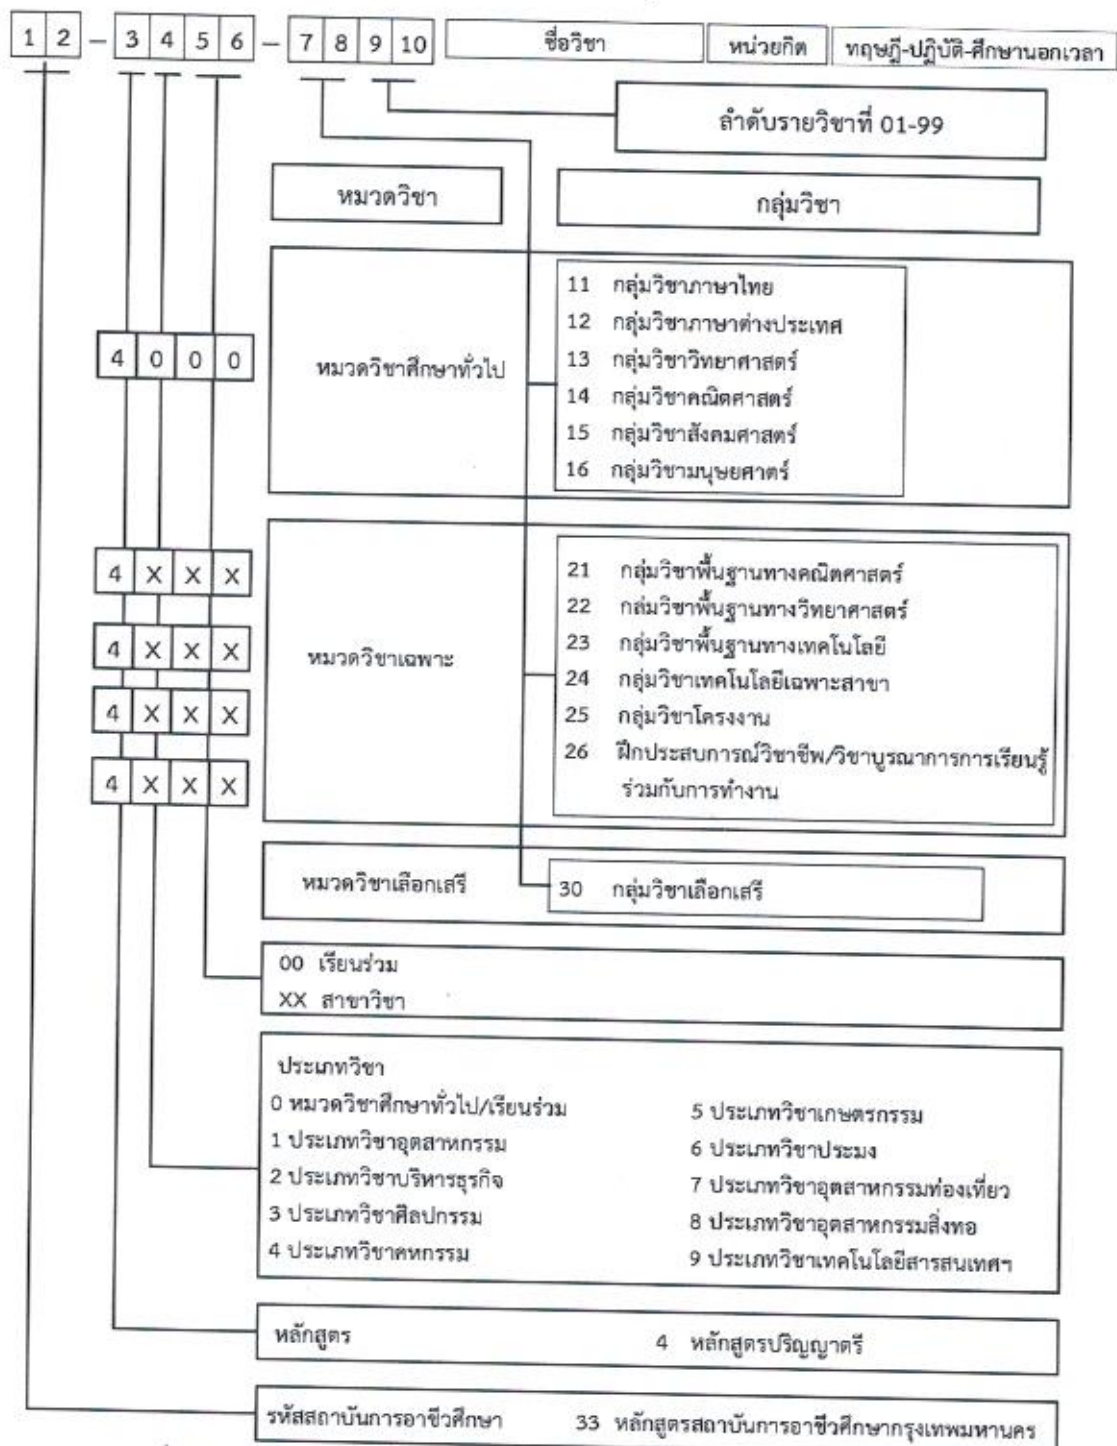 1 2 – 3 4 5 6 – 7 8 9 10 ชื่อวิชา หน่วยกิต ทฤษฎี-ปฏิบัติ-ศึกษานอกเวลา
ลำดับรายวิชาที่ 01-99
หมวดวิชา กลุ่มวิชา
4 0 0 0
หมวดวิชาศึกษาทั่วไป
11 กลุ่มวิชาภาษาไทย
12 กลุ่มวิชาภาษาต่างประเทศ
13 กลุ่มวิชาวิทยาศาสตร์
14 กลุ่มวิชาคณิตศาสตร์
15 กลุ่มวิชาสังคมศาสตร์
16 กลุ่มวิชามนุษยศาตร์
4 X X X
4 X X X
4 X X X
4 X X X
หมวดวิชาเฉพาะ
21 กลุ่มวิชาพื้นฐานทางคณิตศาสตร์
22 กลุ่มวิชาพื้นฐานทางวิทยาศาสตร์
23 กลุ่มวิชาพื้นฐานทางเทคโนโลยี
24 กลุ่มวิชาเทคโนโลยีเฉพาะสาขา
25 กลุ่มวิชาโครงงาน
26 ฝึกประสบการณ์วิชาชีพ/วิชาบูรณาการการเรียนรู้
ร่วมกับการทำงาน
หมวดวิชาเลือกเสรี 30 กลุ่มวิชาเลือกเสรี
00 เรียนร่วม
XX สาขาวิชา
ประเภทวิชา
0 หมวดวิชาศึกษาทั่วไป/เรียนร่วม
1 ประเภทวิชาอุตสาหกรรม
2 ประเภทวิชาบริหารธุรกิจ
3 ประเภทวิชาศิลปกรรม
4 ประเภทวิชาคหกรรม
5 ประเภทวิชาเกษตรกรรม
6 ประเภทวิชาประมง
7 ประเภทวิชาอุตสาหกรรมท่องเที่ยว
8 ประเภทวิชาอุตสาหกรรมสิ่งทอ
9 ประเภทวิชาเทคโนโลยีสารสนเทศฯ
หลักสูตร 4 หลักสูตรปริญญาตรี
รหัสสถาบันการอาชีวศึกษา 33 หลักสูตรสถาบันการอาชีวศึกษากรุงเทพมหานคร